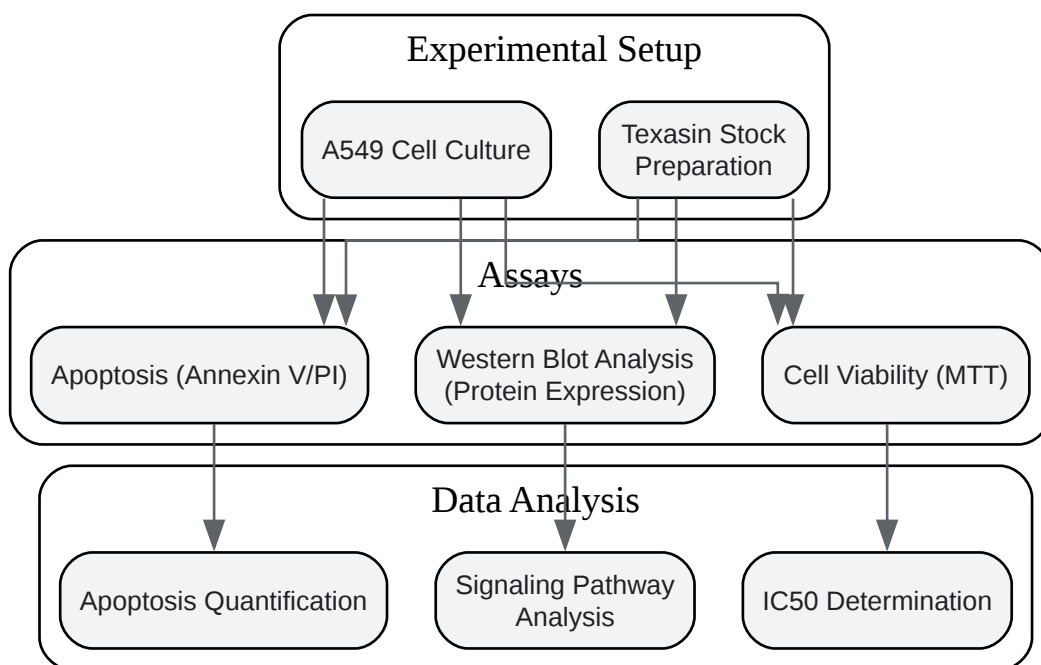 Experimental Setup
A549 Cell Culture
Texasin Stock
Preparation
Assays
Apoptosis (Annexin V/PI)
Western Blot Analysis
(Protein Expression)
Cell Viability (MTT)
Data Analysis
Apoptosis Quantification
Signaling Pathway
Analysis
IC50 Determination